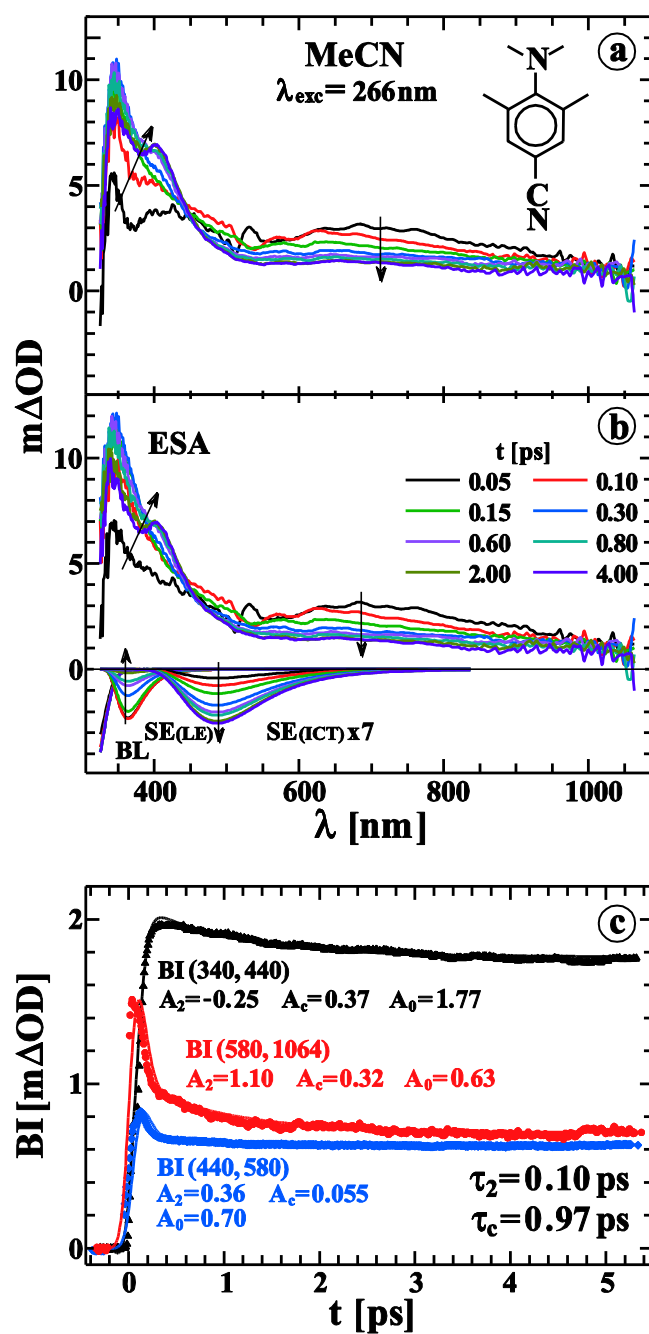 MeCN
a
λexc = 266nm
N
C
N
10
5
0
mΔOD
b
ESA
t [ps]
0.05 0.10
0.15 0.30
0.60 0.80
2.00 4.00
10
5
0
BL
SE(LE)
SE(ICT) x7
400 600 800 1000
λ [nm]
c
2
BI (340, 440)
A2=-0.25 Ac=0.37 A0=1.77
BI (580, 1064)
A2=1.10 Ac=0.32 A0=0.63
1
BI (440, 580)
A2=0.36 Ac=0.055
A0=0.70
τ2=0.10 ps
τc=0.97 ps
0
BI [mΔOD]
0 1 2 3 4 5
t [ps]